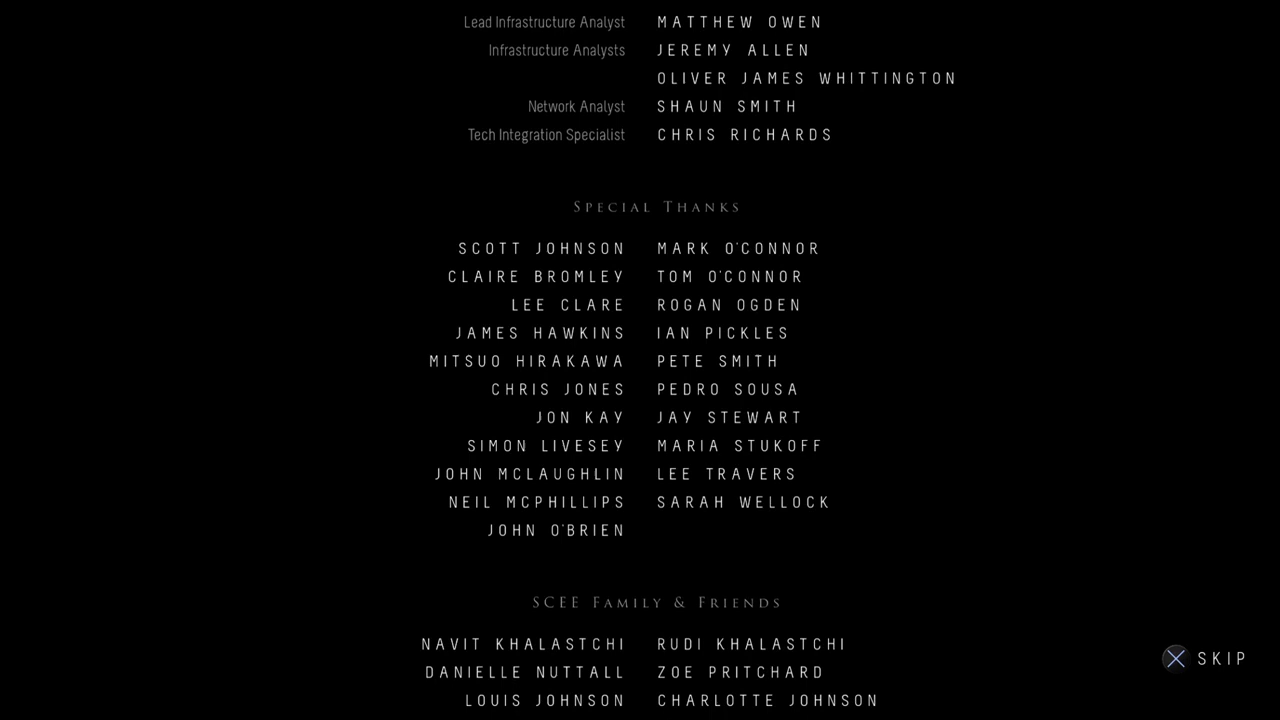 Lead Infrastructure Analyst MATTHEW OWEN
Infrastructure Analysts JEREMY ALLEN
OLIVER JAMES WHITTINGTON
Network Analyst SHAUN SMITH
Tech Integration Specialist CHRIS RICHARDS
SPECIAL THANKS
SCOTT JOHNSON MARK O'CONNOR
CLAIRE BROMLEY TOM O'CONNOR
LEE CLARE ROGAN OGDEN
JAMES HAWKINS IAN PICKLES
MITSUO HIRAKAWA PETE SMITH
CHRIS JONES PEDRO SOUSA
JON KAY JAY STEWART
SIMON LIVESEY MARIA STUKOFF
JOHN MCLAUGHLIN LEE TRAVERS
NEIL MCPHILLIPS SARAH WELLOCK
JOHN O'BRIEN
SCEE FAMILY & FRIENDS
NAVIT KHALASTCHI RUDI KHALASTCHI
SKIP
DANIELLE NUTTALL ZOE PRITCHARD
LOUIS JOHNSON CHARLOTTE JOHNSON